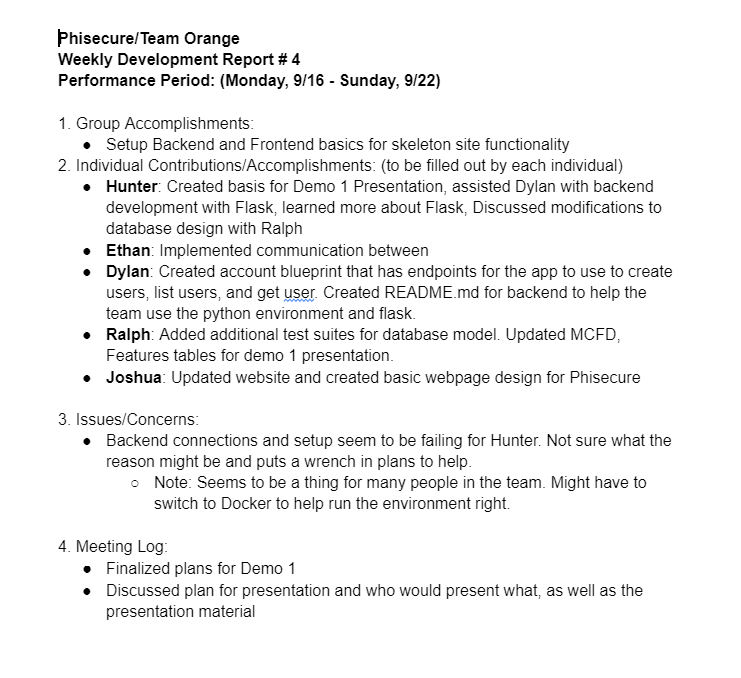 Phisecure/Team Orange
Weekly Development Report # 4
Performance Period: (Monday, 9/16 - Sunday, 9/22)
1. Group Accomplishments:
● Setup Backend and Frontend basics for skeleton site functionality
2. Individual Contributions/Accomplishments: (to be filled out by each individual)
● Hunter: Created basis for Demo 1 Presentation, assisted Dylan with backend
development with Flask, learned more about Flask, Discussed modifications to
database design with Ralph
● Ethan: Implemented communication between
● Dylan: Created account blueprint that has endpoints for the app to use to create
users, list users, and get user. Created README.md for backend to help the
team use the python environment and flask.
● Ralph: Added additional test suites for database model. Updated MCFD,
Features tables for demo 1 presentation.
● Joshua: Updated website and created basic webpage design for Phisecure
3. Issues/Concerns:
● Backend connections and setup seem to be failing for Hunter. Not sure what the
reason might be and puts a wrench in plans to help.
○ Note: Seems to be a thing for many people in the team. Might have to
switch to Docker to help run the environment right.
4. Meeting Log:
● Finalized plans for Demo 1
● Discussed plan for presentation and who would present what, as well as the
presentation material